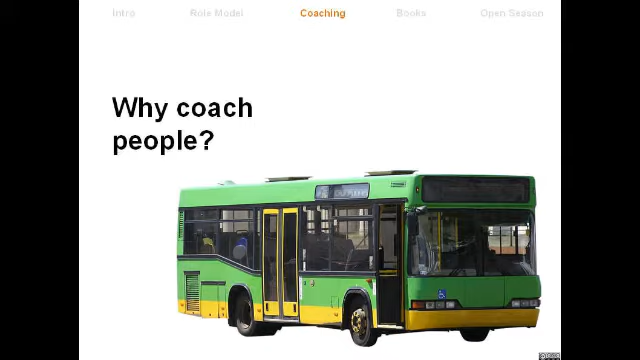 Intro
Role Model
Coaching
Books
Open Season
Why coach
people?